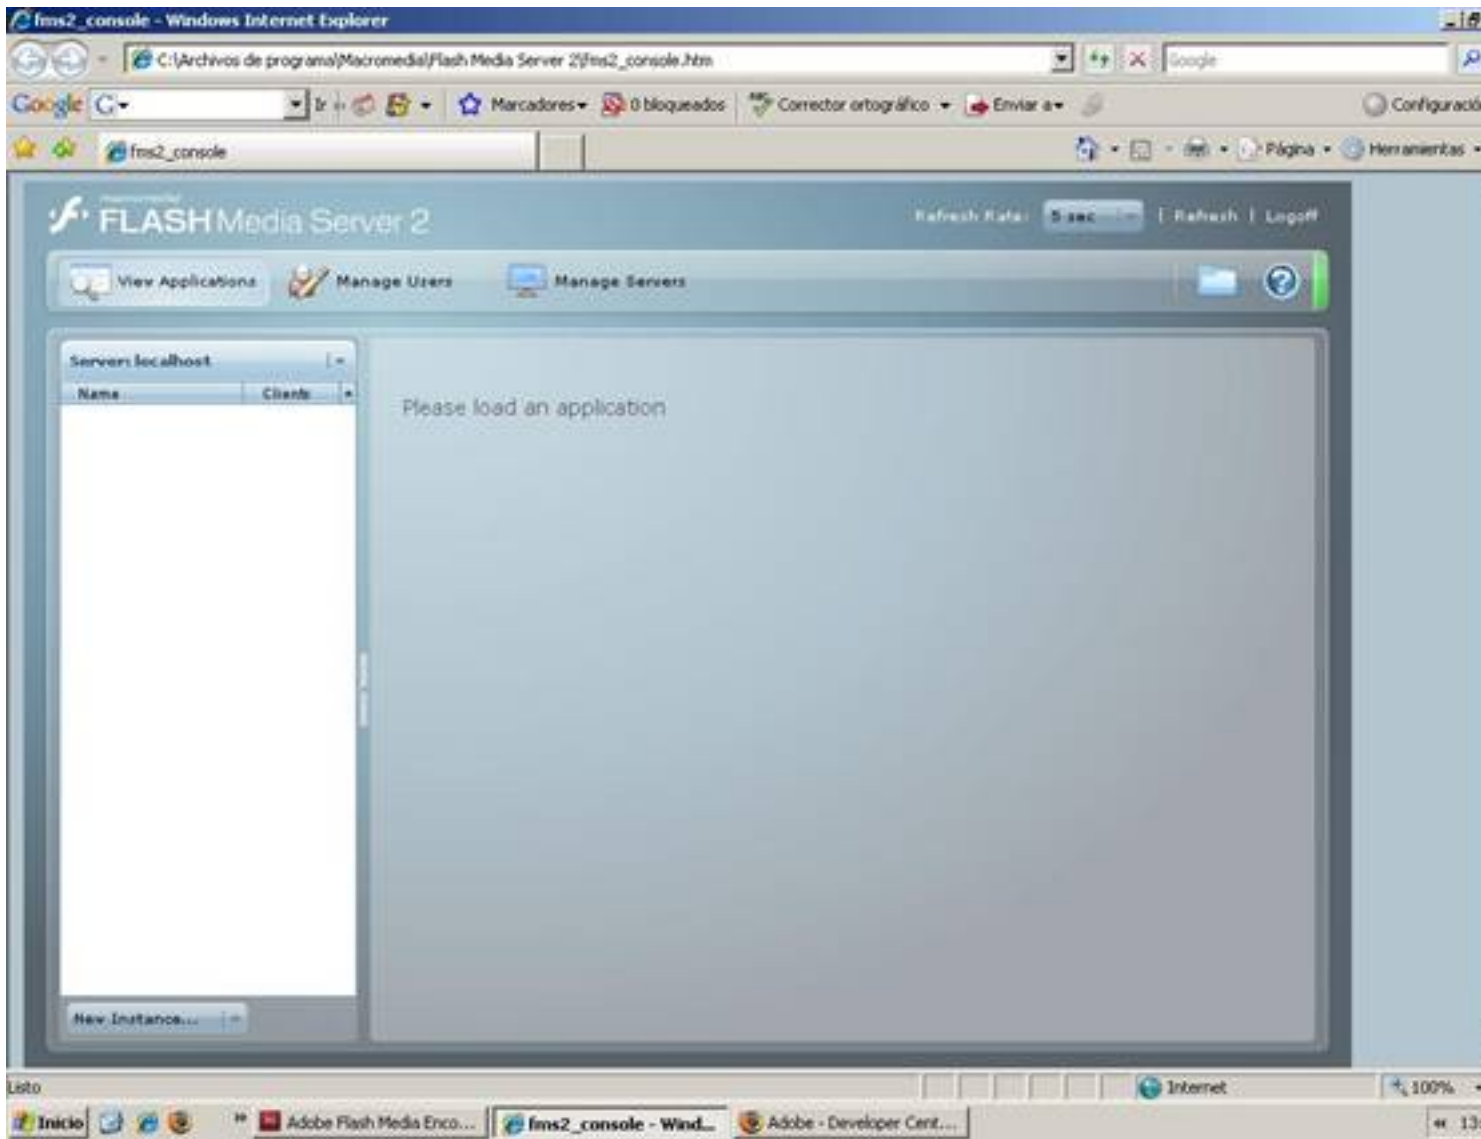 fms2_console - Windows Internet Explorer
C:\Archivos de programa\Macromedia\Flash Media Server 2\fms2_console.htm
Google
Google
Ir
Marcadores
0 bloqueados
Corrector ortográfico
Enviar a
Configuració
fms2_console
Página
Herramientas
FLASH Media Server 2
Refresh Rate: 5 sec | Refresh | Logoff
View Applications
Manage Users
Manage Servers
Server: localhost
Name Clients
Please load an application
New Instance...
Listo
Internet
100%
Inicio
Adobe Flash Media Enco...
fms2_console - Wind...
Adobe - Developer Cent...
13